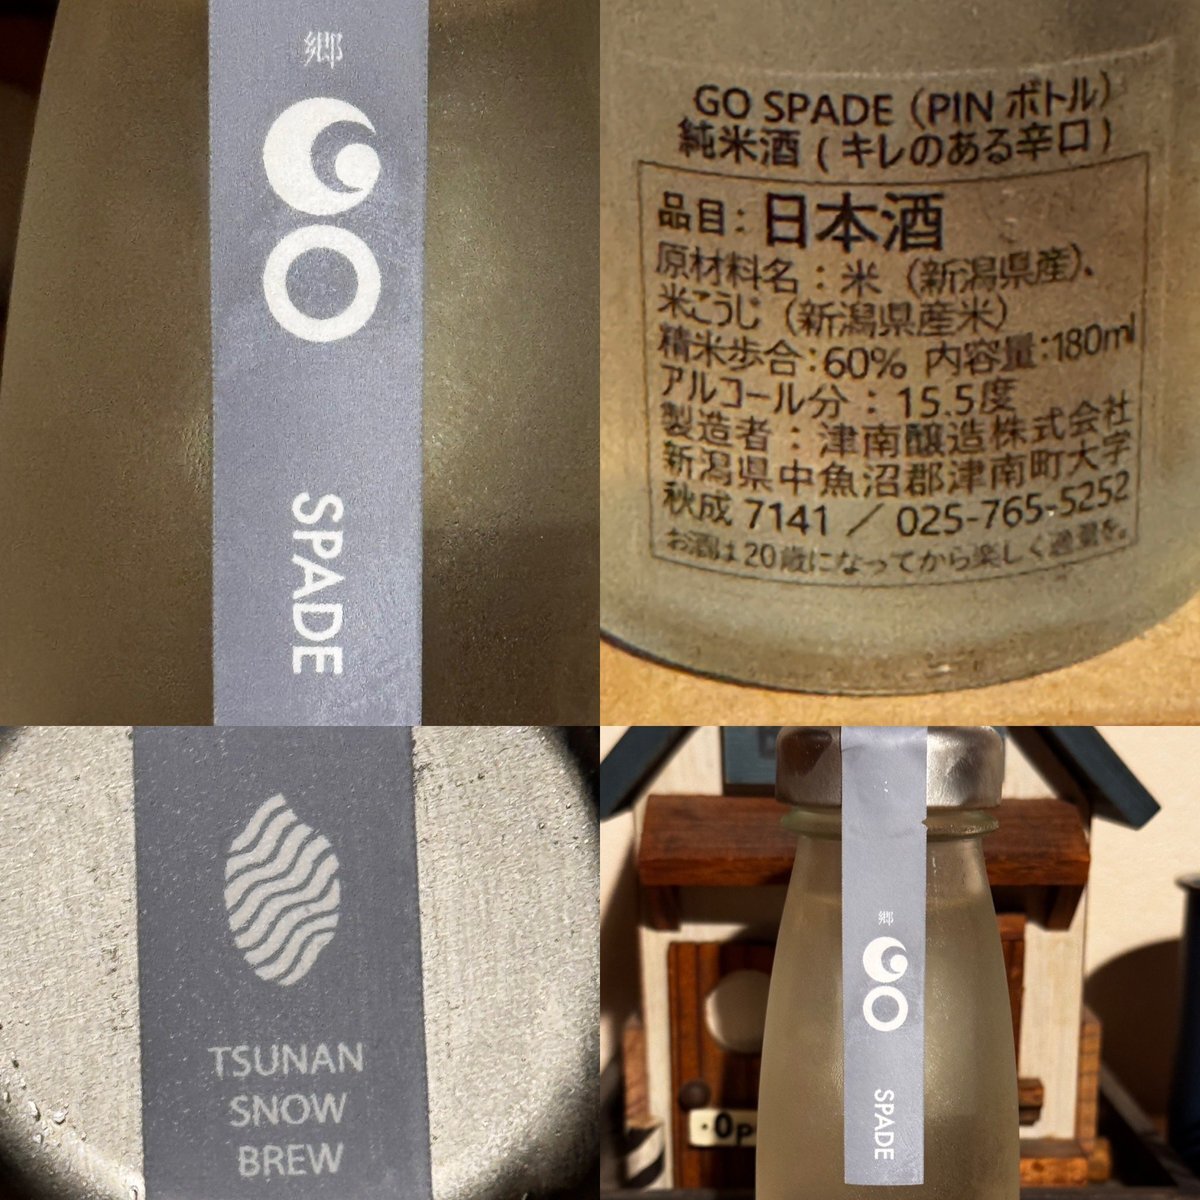 郷
GO
SPADE
GO SPADE (PIN ボトル)
純米酒 (キレのある辛口)
品目:日本酒
原材料名:米(新潟県産)、
米こうじ(新潟県産米)
精米歩合:60% 内容量:180ml
アルコール分:15.5度
製造者:津南醸造株式会社
新潟県中魚沼郡津南町大字
秋成 7141 / 025-765-5252
お酒は20歳になってから楽しく適量を。
TSUNAN
SNOW
BREW
郷
GO
SPADE